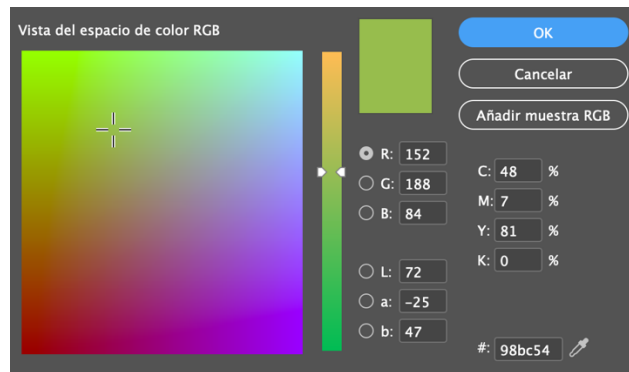 Vista del espacio de color RGB
OK
Cancelar
Añadir muestra RGB
R: 152
G: 188
B: 84
L: 72
a: -25
b: 47
C: 48 %
M: 7 %
Y: 81 %
K: 0 %
#: 98bc54